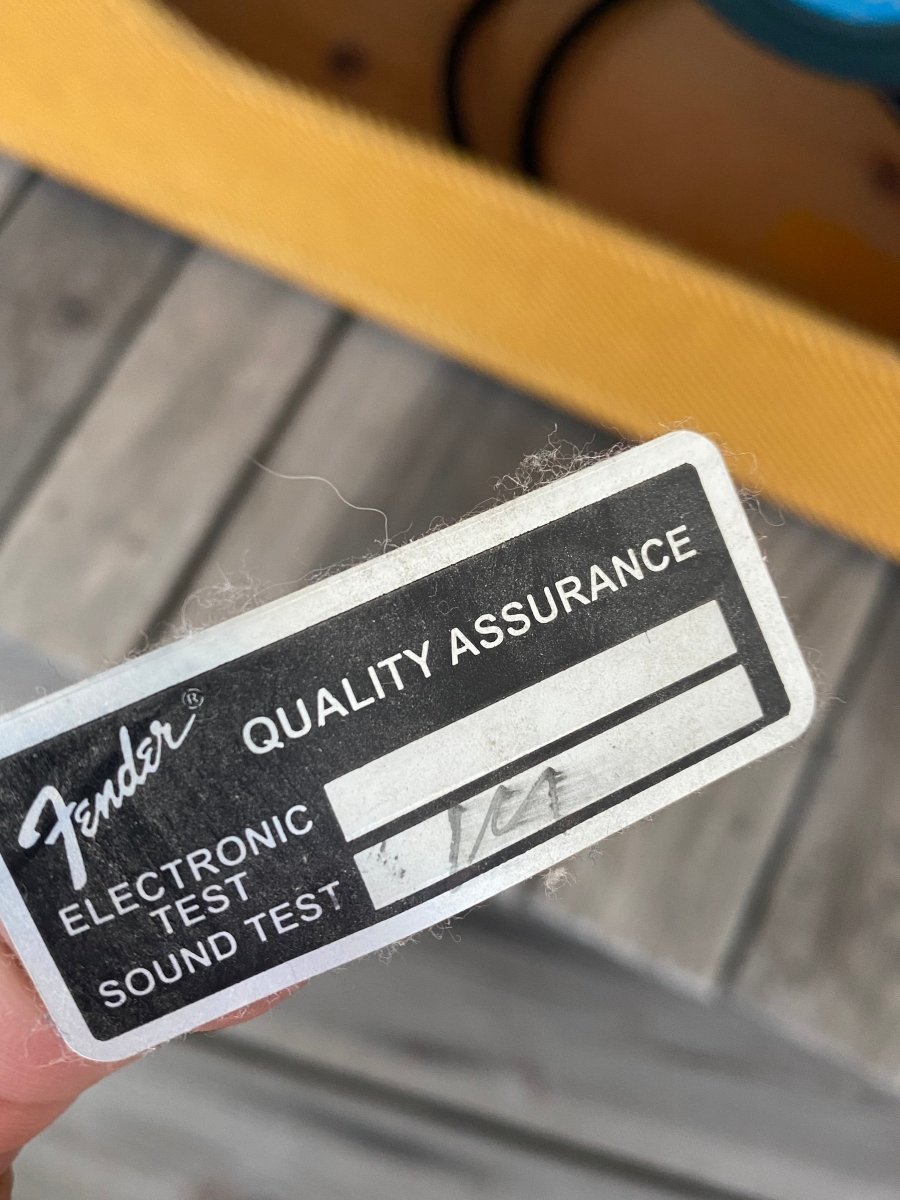 Fender®
QUALITY ASSURANCE
ELECTRONIC
TEST
SOUND TEST